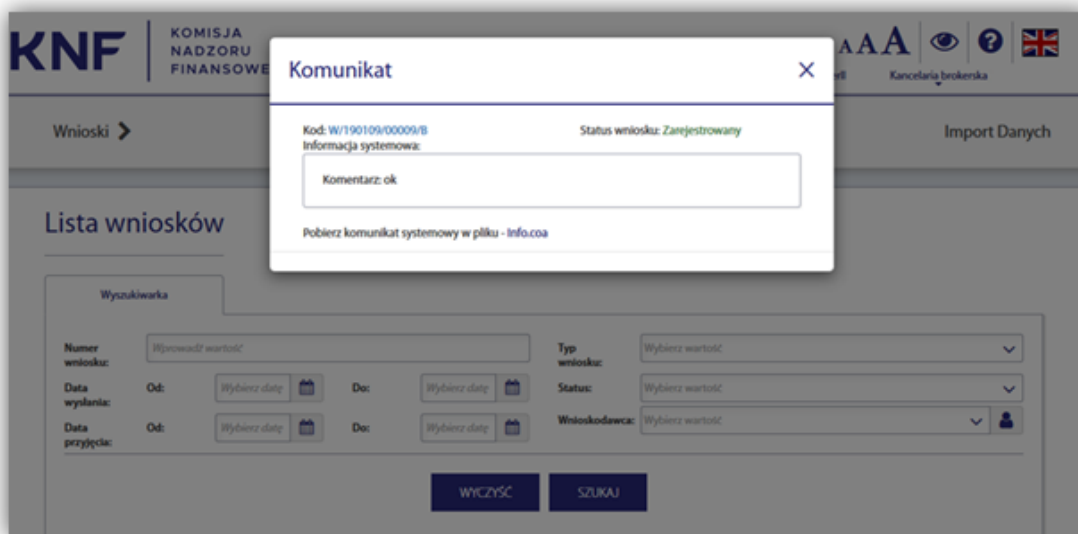 KNF
KOMISJA
NADZORU
FINANSOWE
A A A
Kancelaria brokerska
Komunikat
Kod: W/190109/00009/B
Status wniosku: Zarejestrowany
Informacja systemowa:
Komentarz: ok
Pobierz komunikat systemowy w pliku - Info.coa
Wnioski
Import Danych
Lista wniosków
Wyszukiwarka
Numer wniosku:
Wprowadź wartość
Typ wniosku:
Wybierz wartość
Data wysłania:
Od:
Wybierz datę
Do:
Wybierz datę
Status:
Wybierz wartość
Data przyjęcia:
Od:
Wybierz datę
Do:
Wybierz datę
Wnioskodawca:
Wybierz wartość
WYCZYŚĆ
SZUKAJ